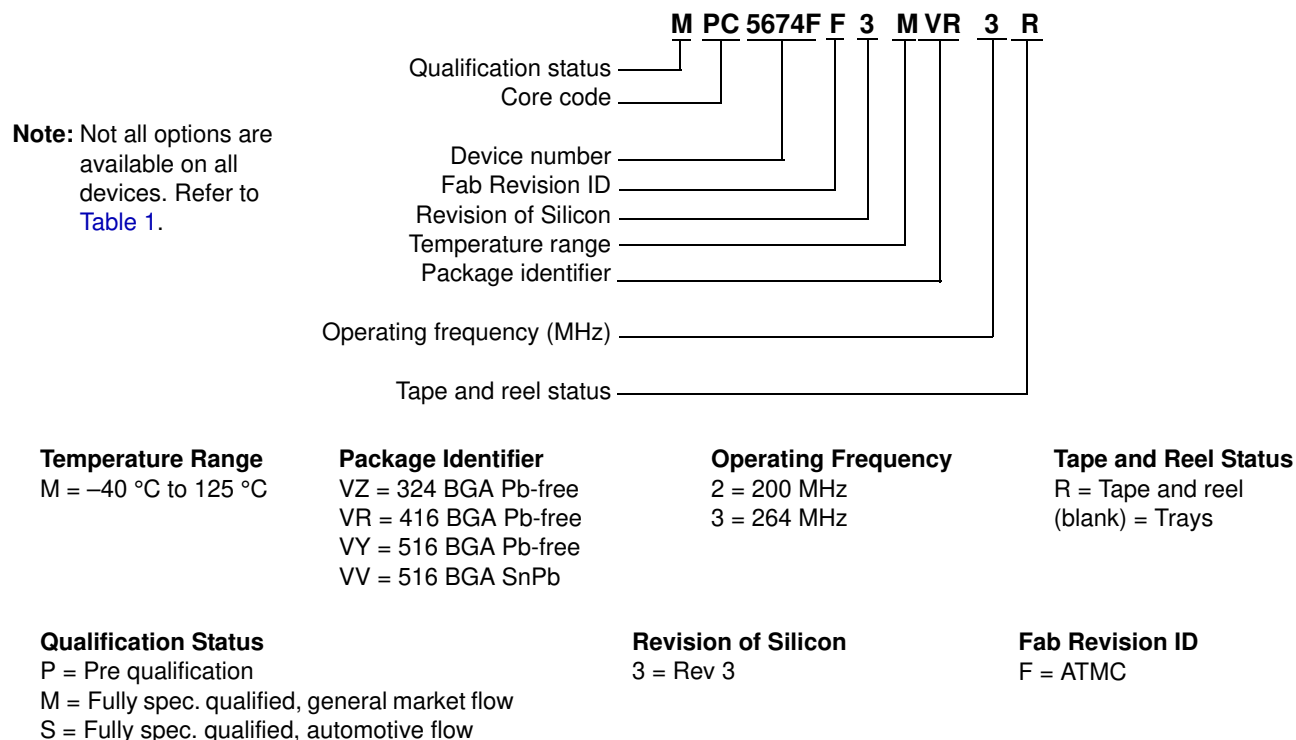 M PC 5674F F 3 M VR 3 R
Qualification status
Core code
Note: Not all options are
available on all
devices. Refer to
Table 1.
Device number
Fab Revision ID
Revision of Silicon
Temperature range
Package identifier
Operating frequency (MHz)
Tape and reel status
Temperature Range
M = –40 °C to 125 °C
Package Identifier
VZ = 324 BGA Pb-free
VR = 416 BGA Pb-free
VY = 516 BGA Pb-free
VV = 516 BGA SnPb
Operating Frequency
2 = 200 MHz
3 = 264 MHz
Tape and Reel Status
R = Tape and reel
(blank) = Trays
Qualification Status
P = Pre qualification
M = Fully spec. qualified, general market flow
S = Fully spec. qualified, automotive flow
Revision of Silicon
3 = Rev 3
Fab Revision ID
F = ATMC